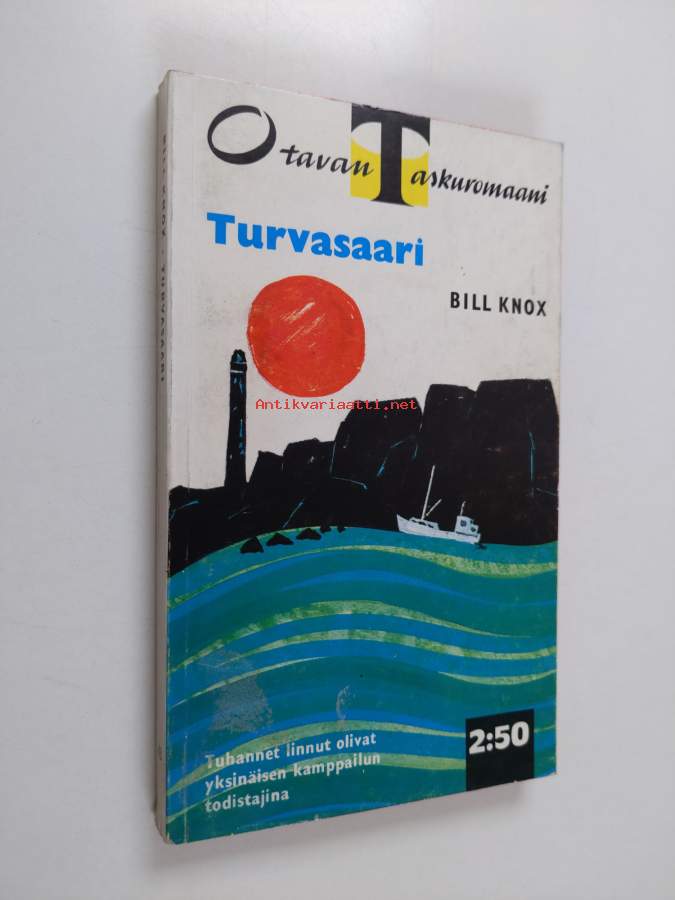 Otavan Taskuromaani
Turvasaari
BILL KNOX
Antikvariaatti.net
2:50
Tuhannet linnut olivat
yksinäisen kamppailun
todistajina
BILL KNOX - TURVASAARI